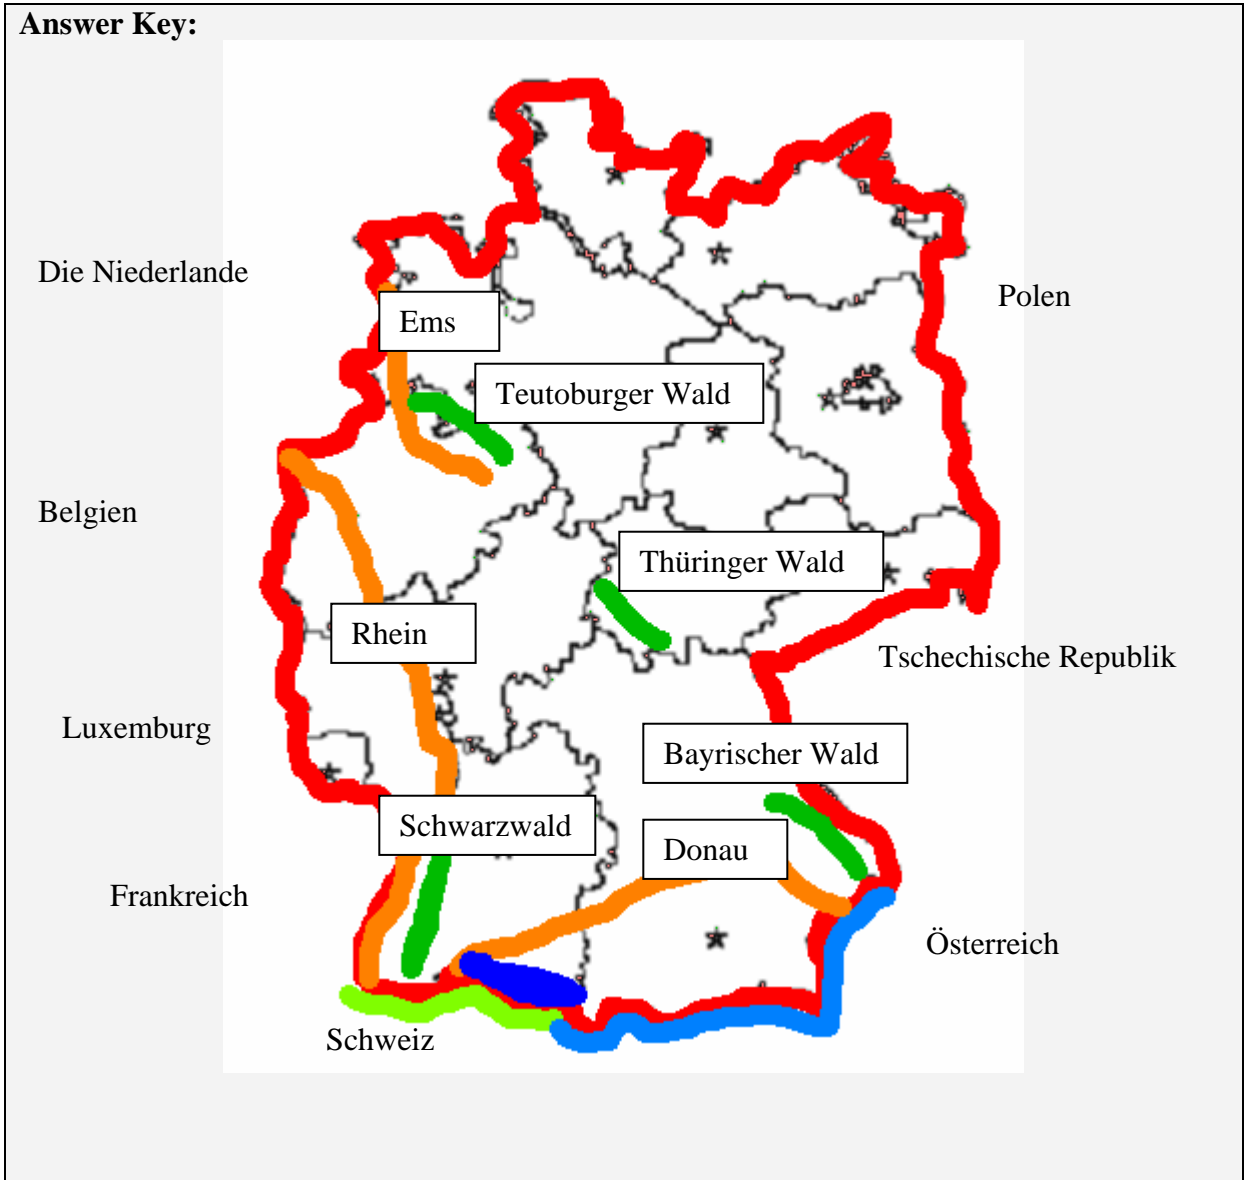 Answer Key:
Die Niederlande
Polen
Ems
Teutoburger Wald
Belgien
Thüringer Wald
Rhein
Tschechische Republik
Luxemburg
Bayrischer Wald
Schwarzwald
Donau
Frankreich
Österreich
Schweiz